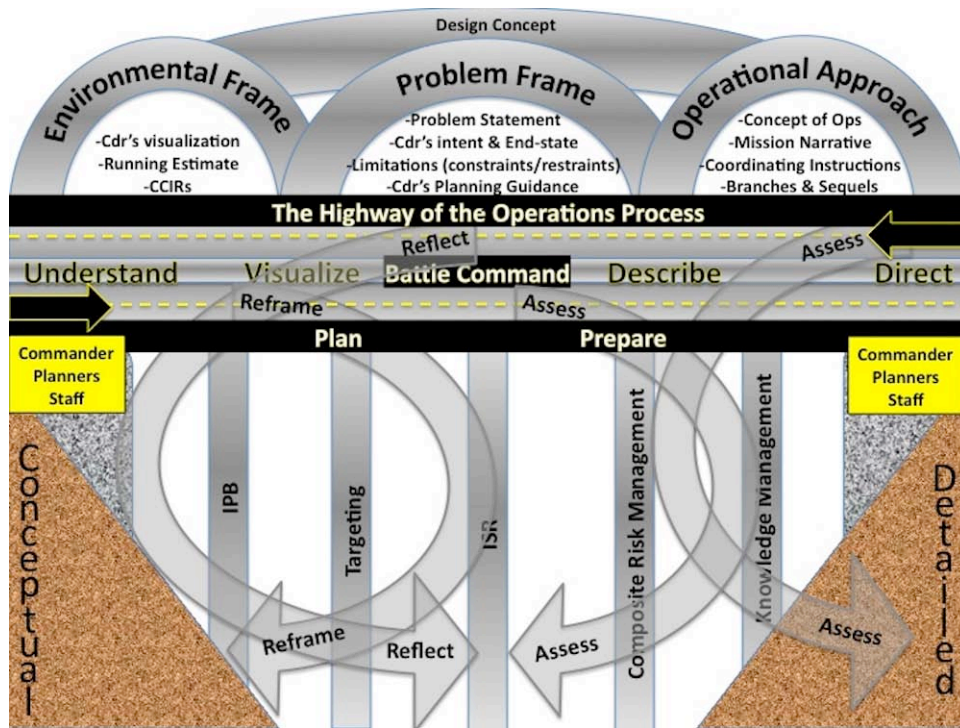 Design Concept
Environmental Frame
Problem Frame
Operational Approach
-Cdr's visualization
-Running Estimate
-CCIRs
-Problem Statement
-Cdr's intent & End-state
-Limitations (constraints/restraints)
-Cdr's Planning Guidance
-Concept of Ops
-Mission Narrative
-Coordinating Instructions
-Branches & Sequels
The Highway of the Operations Process
Reflect
Assess
Understand
Visualize
Battle Command
Describe
Direct
Reframe
Assess
Plan
Prepare
Commander
Planners
Staff
Commander
Planners
Staff
Conceptual
IPB
Targeting
ISR
Composite Risk Management
Knowledge Management
Detailed
Reframe
Reflect
Assess
Assess